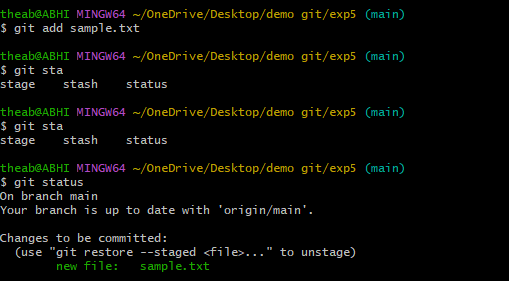 theab@ABHI MINGW64 ~/OneDrive/Desktop/demo git/exp5 (main)
$ git add sample.txt
theab@ABHI MINGW64 ~/OneDrive/Desktop/demo git/exp5 (main)
$ git sta
stage    stash    status
theab@ABHI MINGW64 ~/OneDrive/Desktop/demo git/exp5 (main)
$ git sta
stage    stash    status
theab@ABHI MINGW64 ~/OneDrive/Desktop/demo git/exp5 (main)
$ git status
On branch main
Your branch is up to date with 'origin/main'.
Changes to be committed:
  (use "git restore --staged <file>..." to unstage)
        new file:   sample.txt